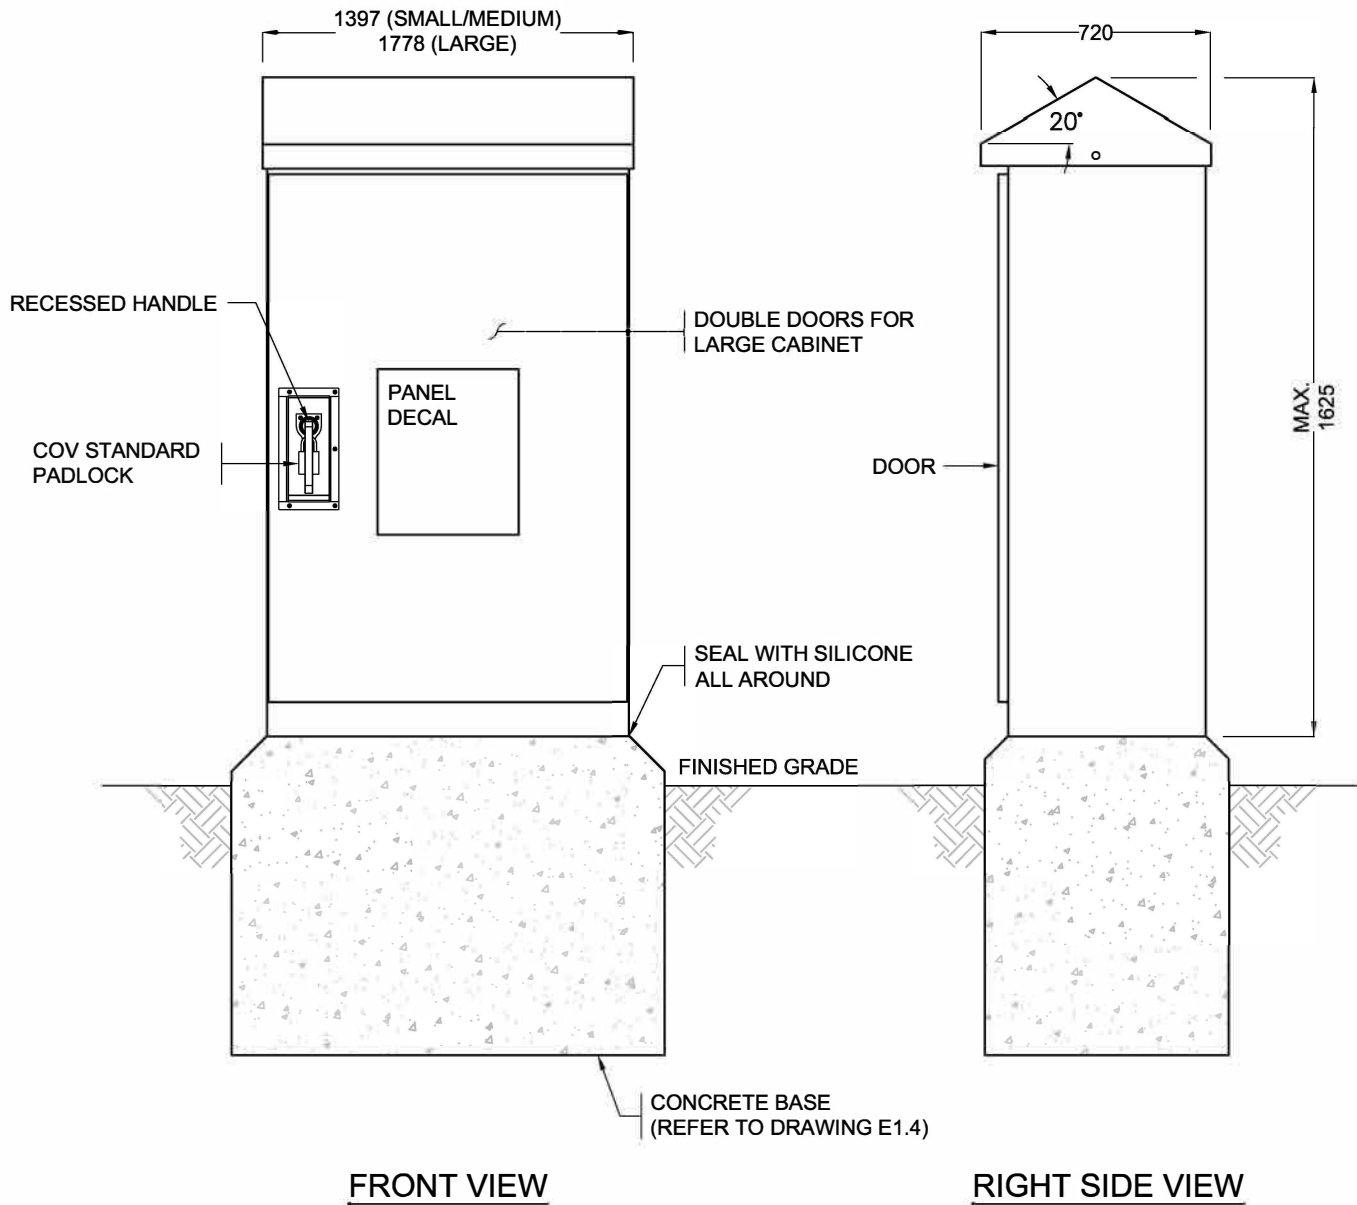 1397 (SMALL/MEDIUM)
1778 (LARGE)
720
20°
RECESSED HANDLE
DOUBLE DOORS FOR
LARGE CABINET
PANEL
DECAL
MAX.
1625
COV STANDARD
PADLOCK
DOOR
SEAL WITH SILICONE
ALL AROUND
FINISHED GRADE
CONCRETE BASE
(REFER TO DRAWING E1.4)
FRONT VIEW
RIGHT SIDE VIEW